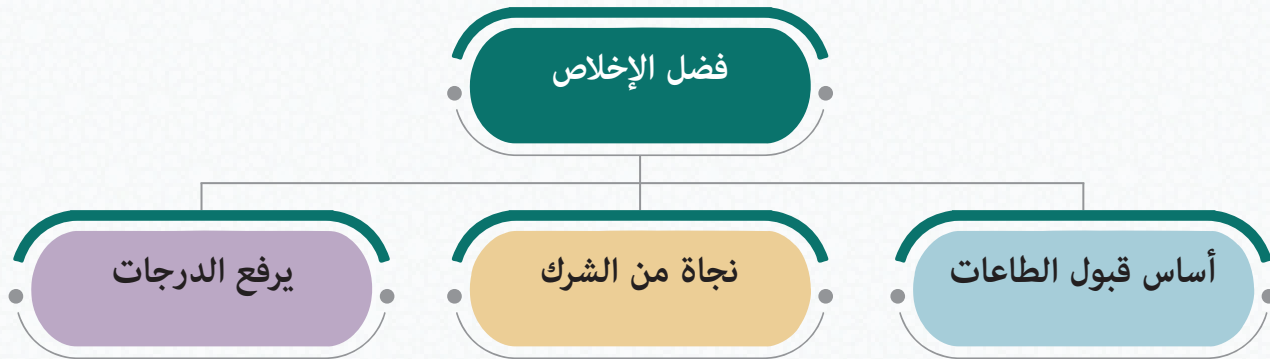 فضل الإخلاص
أساس قبول الطاعات
نجاة من الشرك
يرفع الدرجات